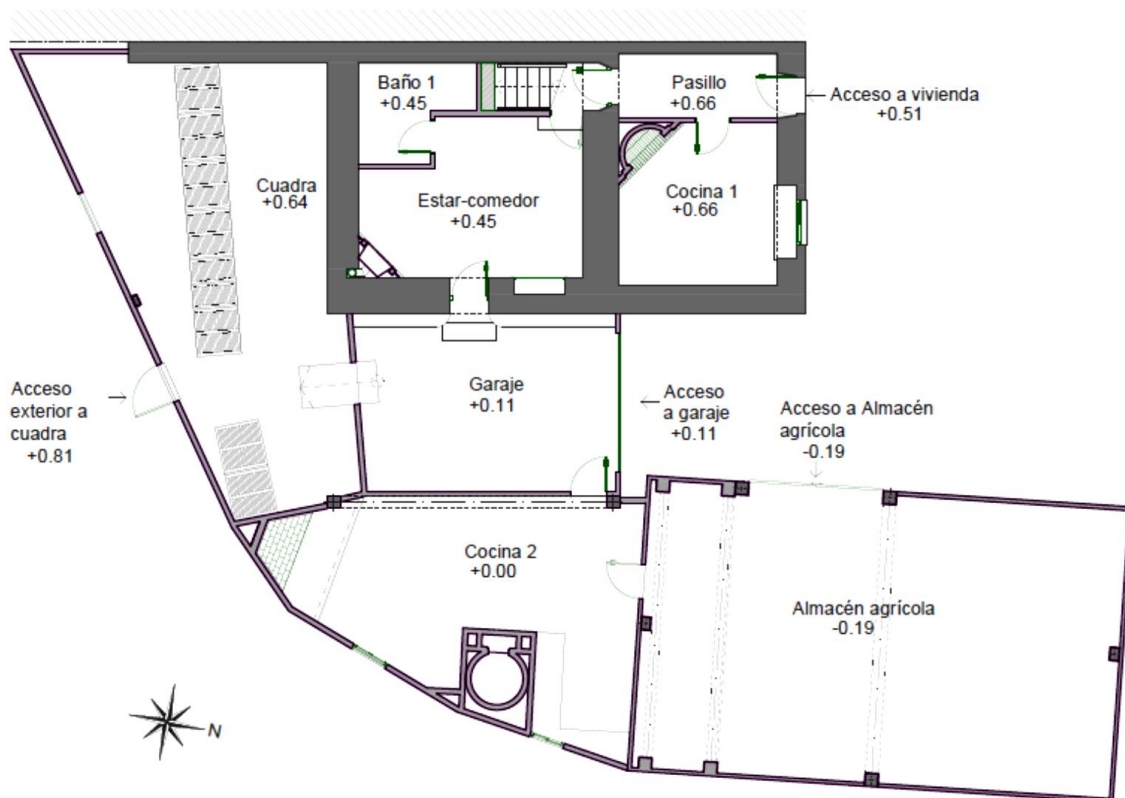 Baño 1
+0.45
Pasillo
+0.66
Acceso a vivienda
+0.51
Cuadra
+0.64
Estar-comedor
+0.45
Cocina 1
+0.66
Acceso
exterior a
cuadra
+0.81
Garaje
+0.11
Acceso
a garaje
+0.11
Acceso a Almacén
agrícola
-0.19
Cocina 2
+0.00
Almacén agrícola
-0.19
N